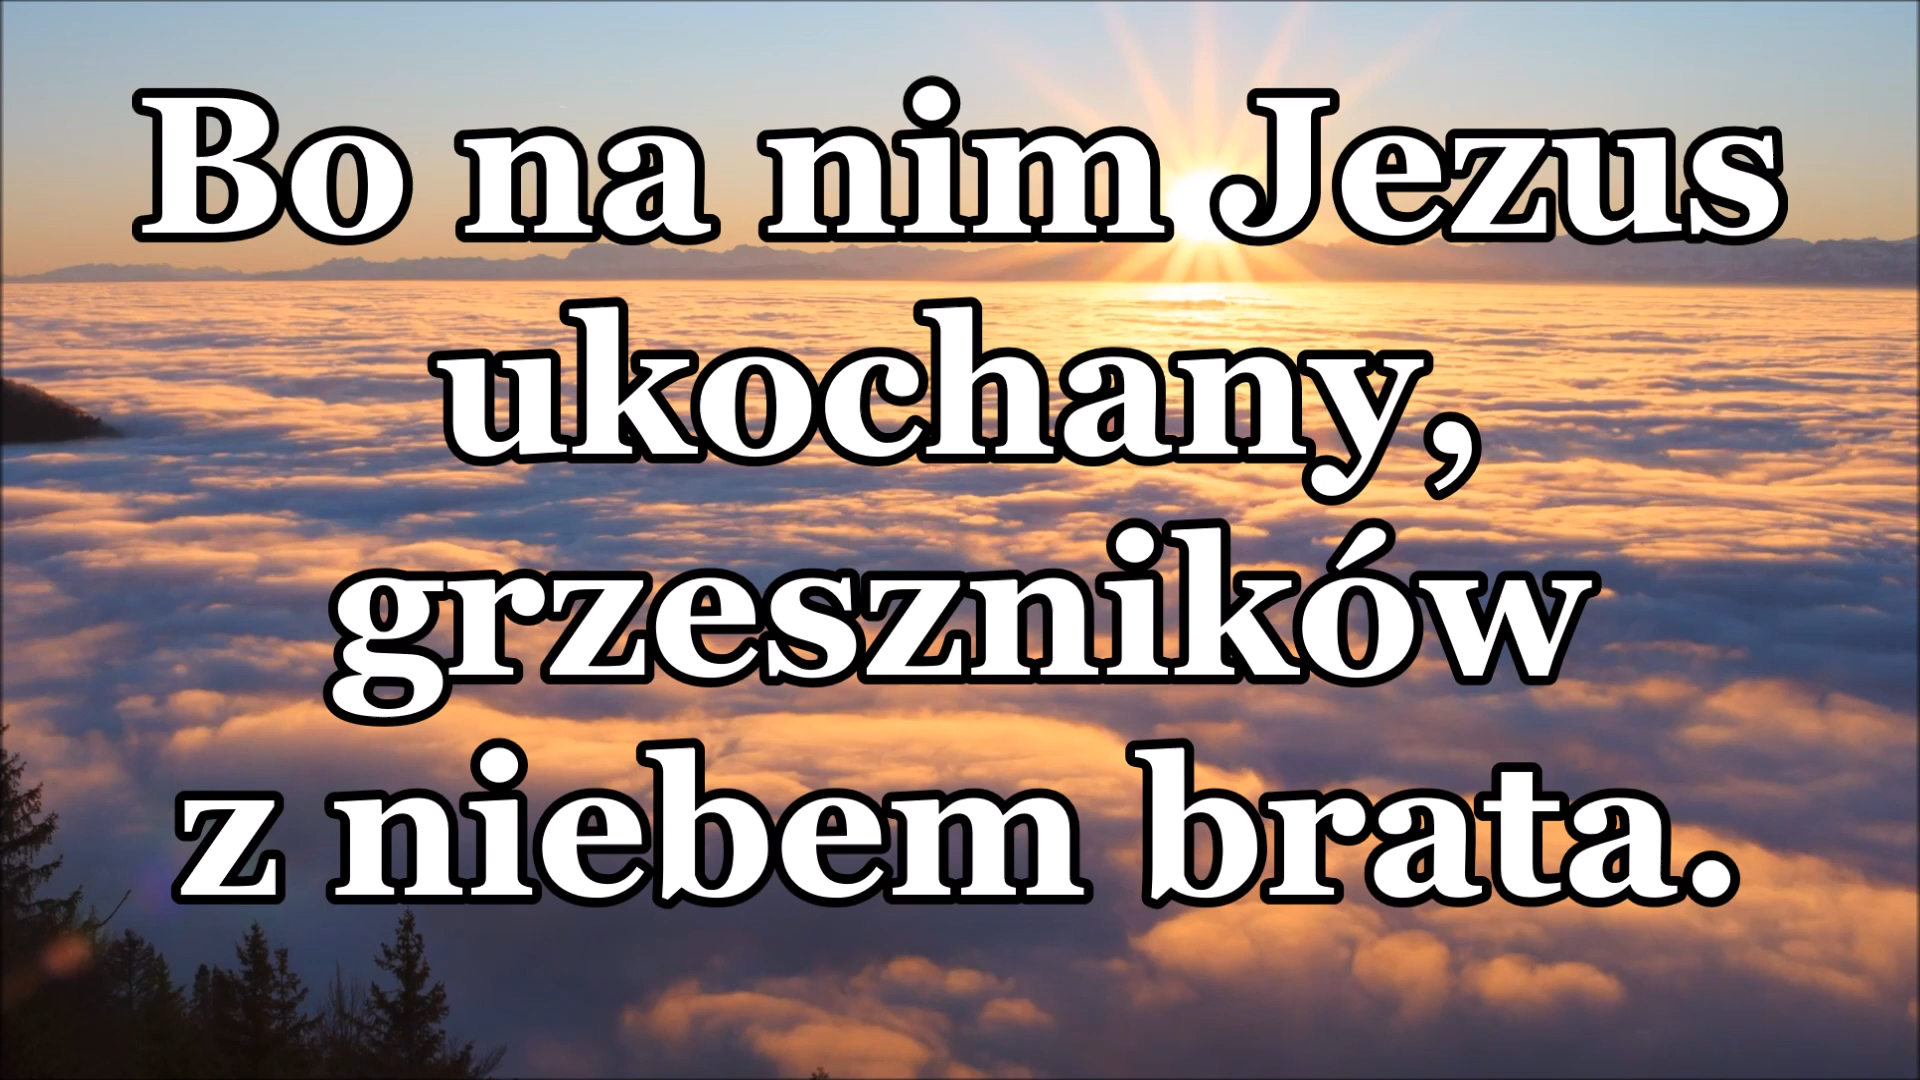 Bo na nim Jezus
ukochany,
grzeszników
z niebem brata.